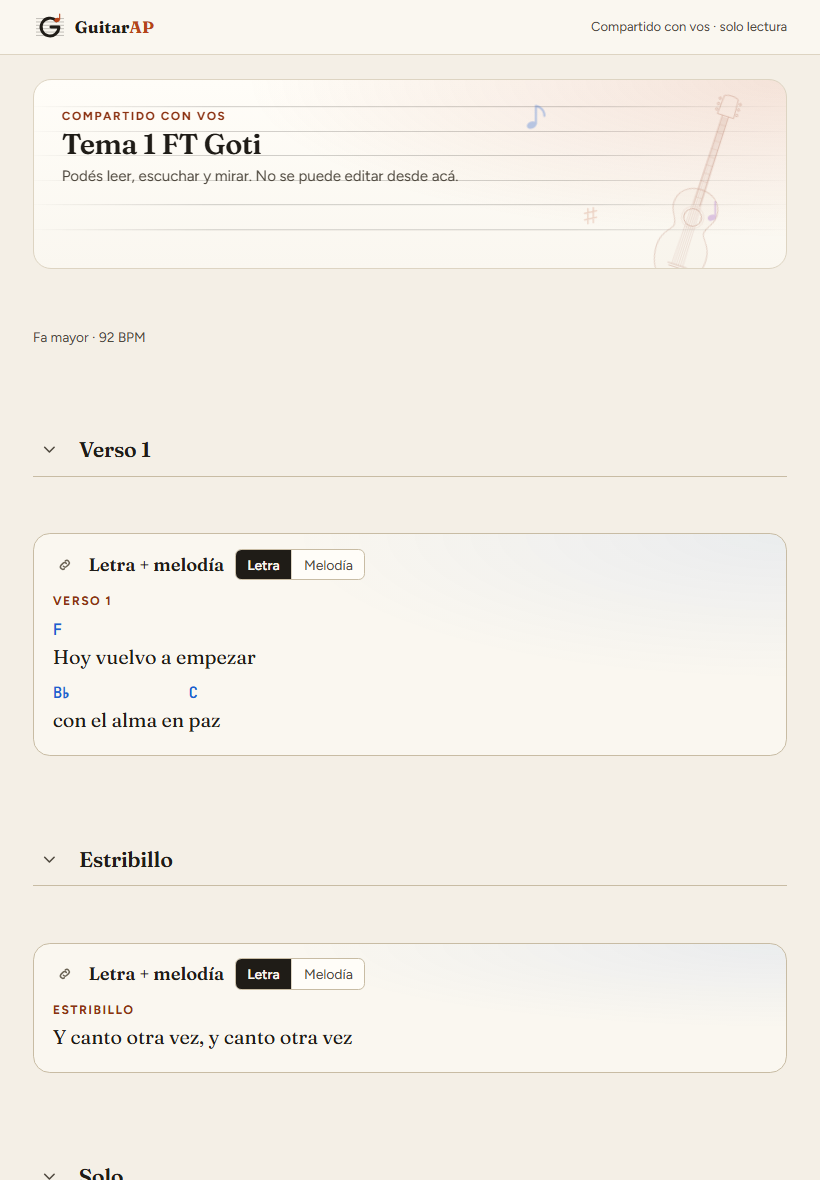 GuitarAP
Compartido con vos · solo lectura
COMPARTIDO CON VOS
Tema 1 FT Goti
Podés leer, escuchar y mirar. No se puede editar desde acá.
Fa mayor · 92 BPM
Verso 1
Letra + melodía Letra Melodía
VERSO 1
F
Hoy vuelvo a empezar
B♭ C
con el alma en paz
Estribillo
Letra + melodía Letra Melodía
ESTRIBILLO
Y canto otra vez, y canto otra vez
Solo